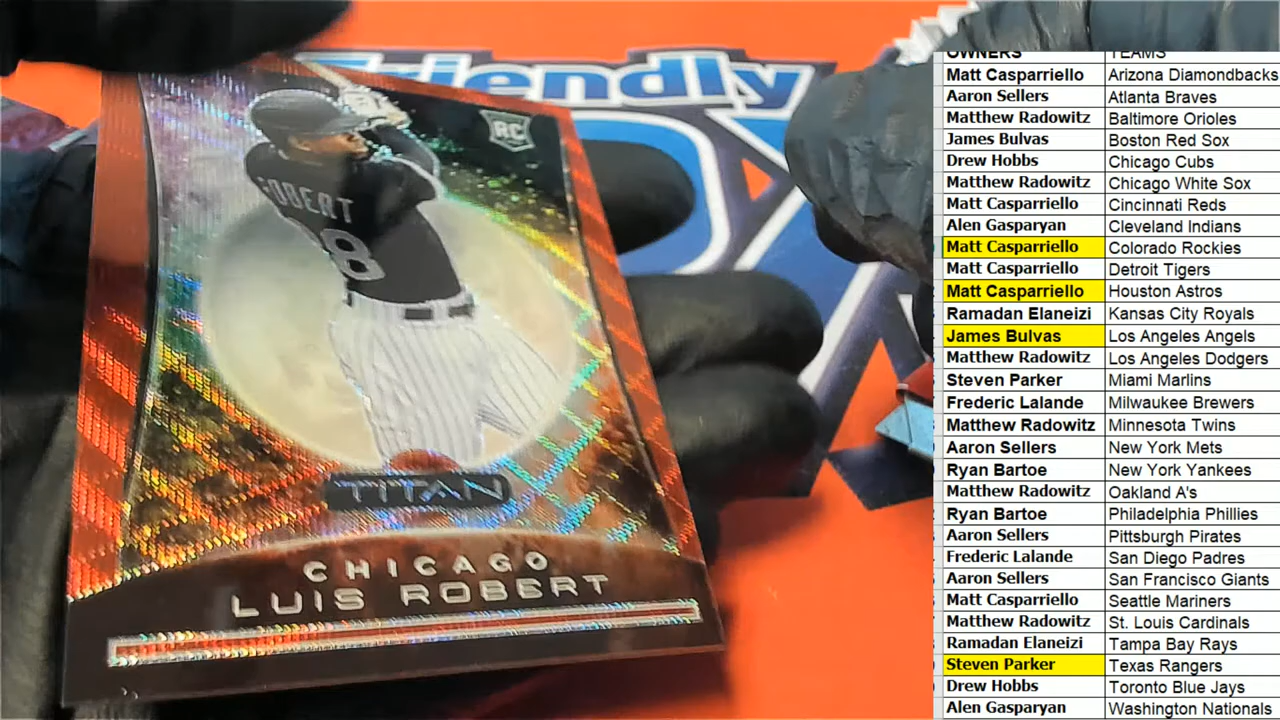 Friendly
RC
ROBERT
88
TITAN
CHICAGO
LUIS ROBERT
OWNERS TEAMS
Matt Casparriello Arizona Diamondbacks
Aaron Sellers Atlanta Braves
Matthew Radowitz Baltimore Orioles
James Bulvas Boston Red Sox
Drew Hobbs Chicago Cubs
Matthew Radowitz Chicago White Sox
Matt Casparriello Cincinnati Reds
Alen Gasparyan Cleveland Indians
Matt Casparriello Colorado Rockies
Matt Casparriello Detroit Tigers
Matt Casparriello Houston Astros
Ramadan Elaneizi Kansas City Royals
James Bulvas Los Angeles Angels
Matthew Radowitz Los Angeles Dodgers
Steven Parker Miami Marlins
Frederic Lalande Milwaukee Brewers
Matthew Radowitz Minnesota Twins
Aaron Sellers New York Mets
Ryan Bartoe New York Yankees
Matthew Radowitz Oakland A's
Ryan Bartoe Philadelphia Phillies
Aaron Sellers Pittsburgh Pirates
Frederic Lalande San Diego Padres
Aaron Sellers San Francisco Giants
Matt Casparriello Seattle Mariners
Matthew Radowitz St. Louis Cardinals
Ramadan Elaneizi Tampa Bay Rays
Steven Parker Texas Rangers
Drew Hobbs Toronto Blue Jays
Alen Gasparyan Washington Nationals